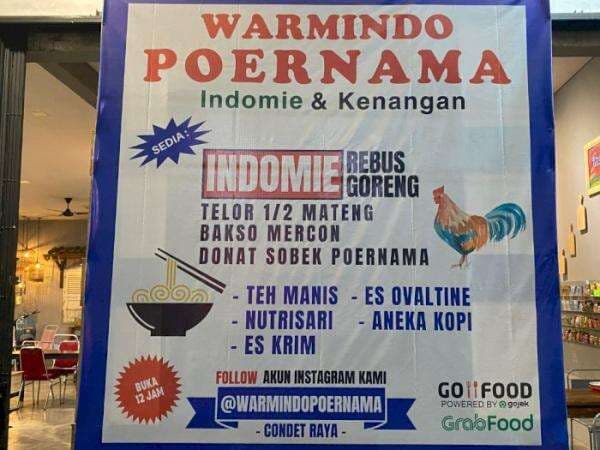 WARMINDO
POERNAMA
Indomie & Kenangan
SEDIA:
INDOMIE REBUS
GORENG
TELOR 1/2 MATENG
BAKSO MERCON
DONAT SOBEK POERNAMA
- TEH MANIS - ES OVALTINE
- NUTRISARI - ANEKA KOPI
- ES KRIM
BUKA
12 JAM
FOLLOW AKUN INSTAGRAM KAMI
@WARMINDOPOERNAMA
- CONDET RAYA -
GO FOOD
POWERED BY gojek
GrabFood